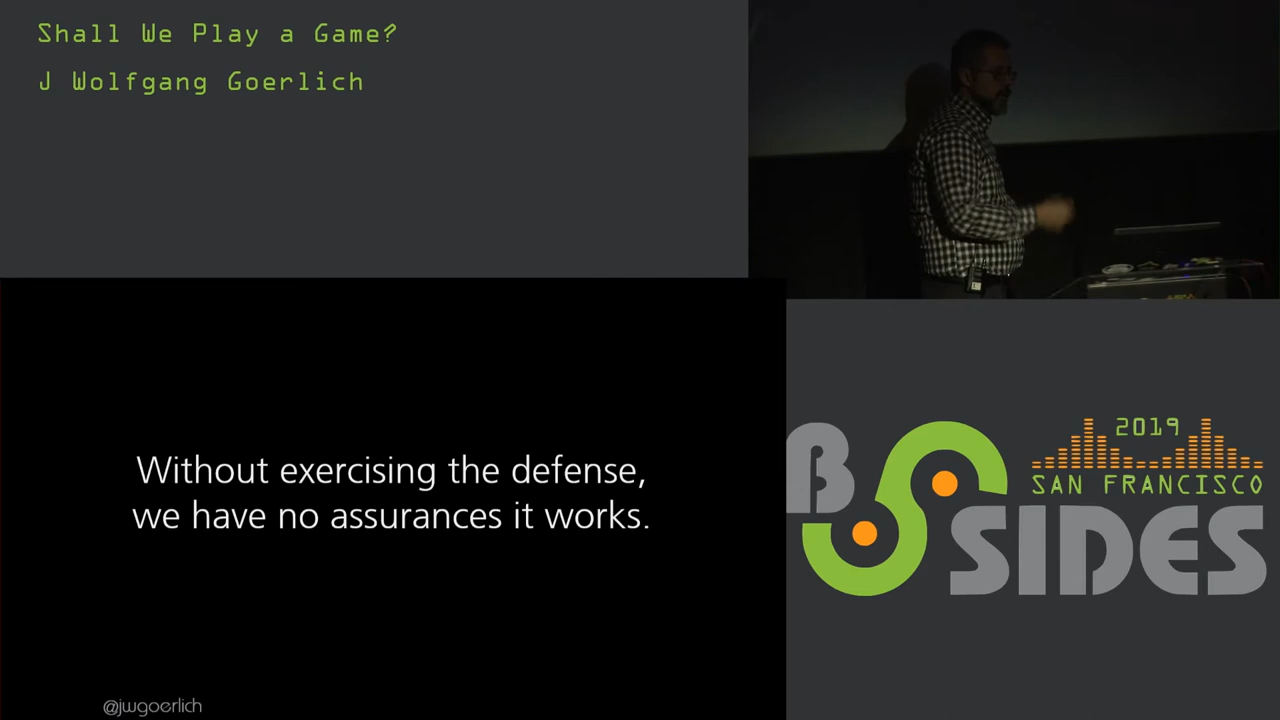 Shall We Play a Game?
J Wolfgang Goerlich
Without exercising the defense,
we have no assurances it works.
@jwgoerlich
2019
SAN FRANCISCO
B
SIDES